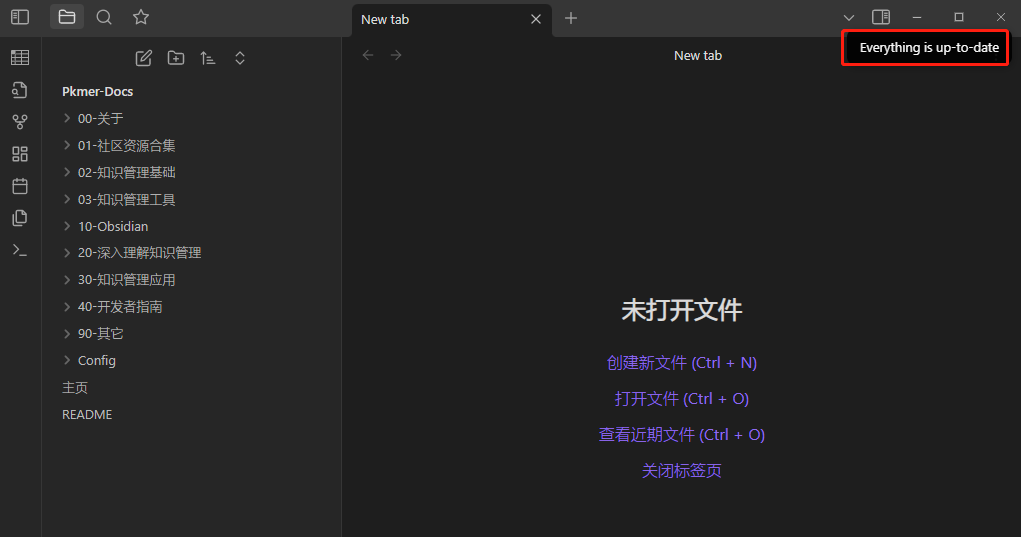 New tab
Everything is up-to-date
New tab
Pkmer-Docs
00-关于
01-社区资源合集
02-知识管理基础
03-知识管理工具
10-Obsidian
20-深入理解知识管理
30-知识管理应用
40-开发者指南
90-其它
Config
主页
README
未打开文件
创建新文件 (Ctrl + N)
打开文件 (Ctrl + O)
查看近期文件 (Ctrl + O)
关闭标签页